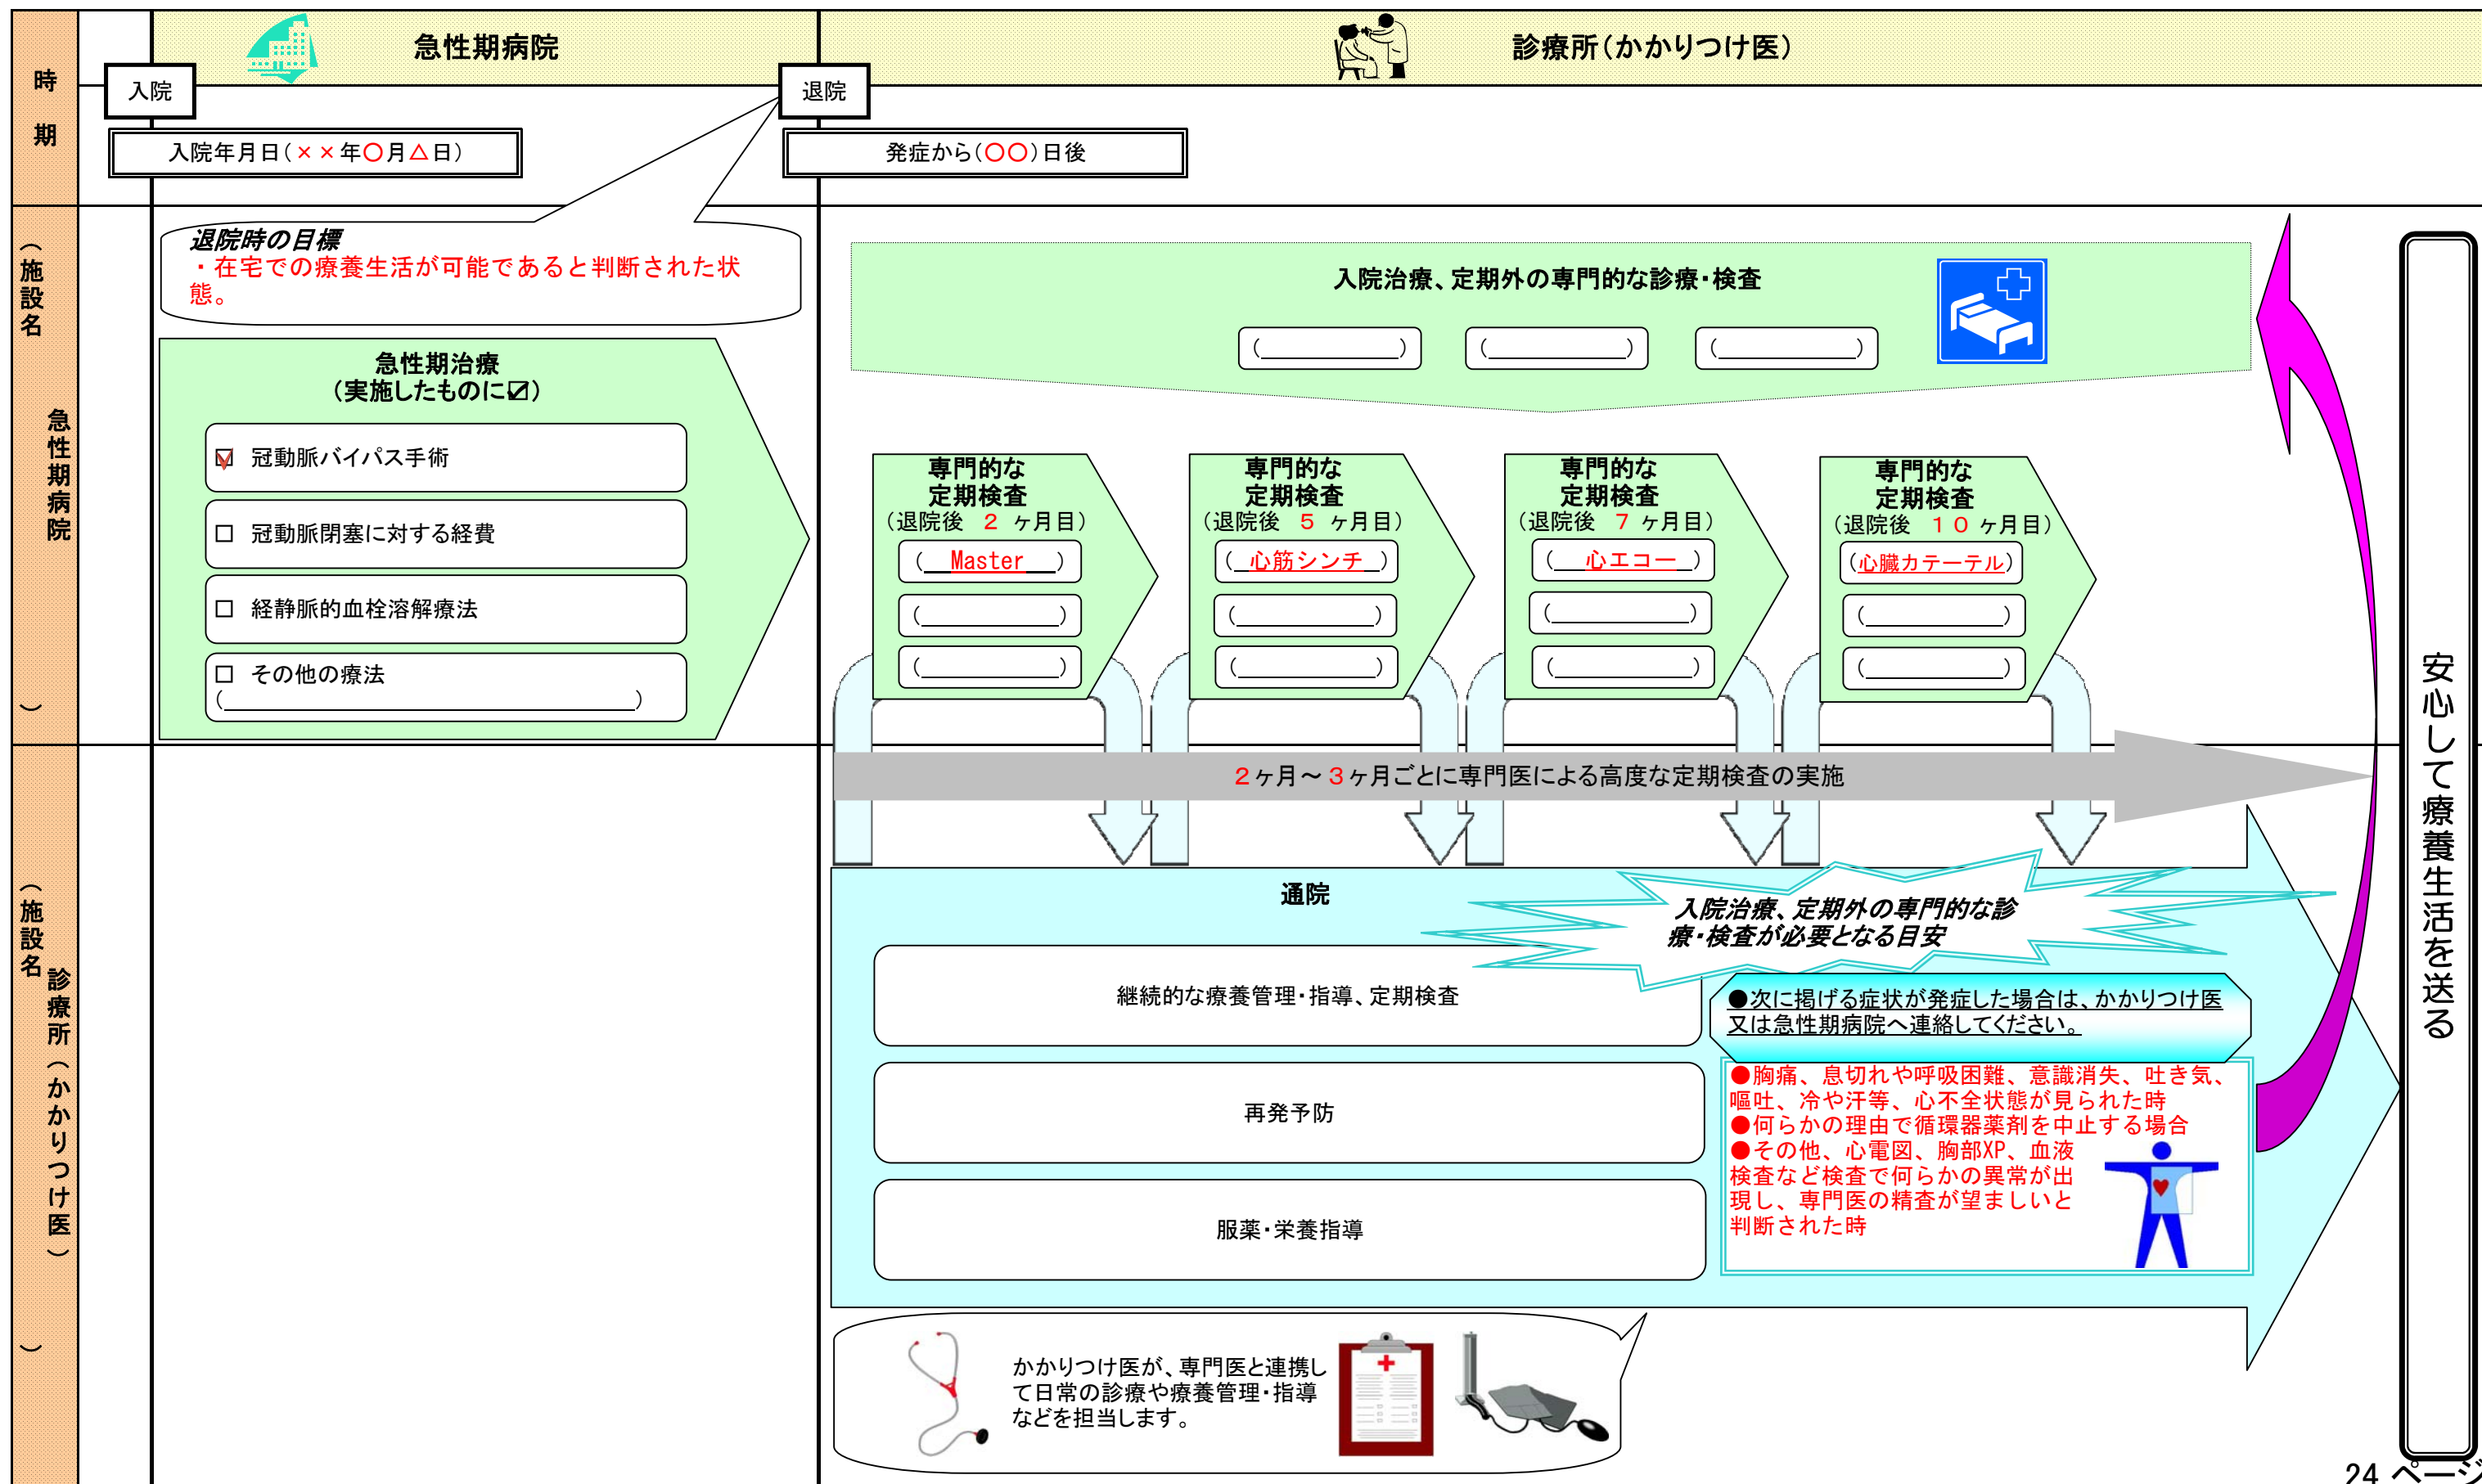 時期
急性期病院
診療所（かかりつけ医）
入院
退院
入院年月日（××年〇月△日）
発症から（〇〇）日後
（施設名
急性期病院
）
退院時の目標
・在宅での療養生活が可能であると判断された状
態。
急性期治療
（実施したものに☑）
☑ 冠動脈バイパス手術
□ 冠動脈閉塞に対する経費
□ 経静脈的血栓溶解療法
□ その他の療法
（＿＿＿＿＿＿＿＿＿＿＿＿）
入院治療、定期外の専門的な診療・検査
（＿＿＿＿＿） （＿＿＿＿＿） （＿＿＿＿＿）
専門的な
定期検査
（退院後 ２ ヶ月目）
（ Master ）
（＿＿＿＿＿）
（＿＿＿＿＿）
専門的な
定期検査
（退院後 ５ ヶ月目）
（ 心筋シンチ ）
（＿＿＿＿＿）
（＿＿＿＿＿）
専門的な
定期検査
（退院後 ７ ヶ月目）
（ 心エコー ）
（＿＿＿＿＿）
（＿＿＿＿＿）
専門的な
定期検査
（退院後 １０ ヶ月目）
（心臓カテーテル）
（＿＿＿＿＿）
（＿＿＿＿＿）
２ヶ月～３ヶ月ごとに専門医による高度な定期検査の実施
（施設名
診療所（かかりつけ医）
）
通院
継続的な療養管理・指導、定期検査
再発予防
服薬・栄養指導
入院治療、定期外の専門的な診
療・検査が必要となる目安
●次に掲げる症状が発症した場合は、かかりつけ医
又は急性期病院へ連絡してください。
●胸痛、息切れや呼吸困難、意識消失、吐き気、
嘔吐、冷や汗等、心不全状態が見られた時
●何らかの理由で循環器薬剤を中止する場合
●その他、心電図、胸部XP、血液
検査など検査で何らかの異常が出
現し、専門医の精査が望ましいと
判断された時
かかりつけ医が、専門医と連携し
て日常の診療や療養管理・指導
などを担当します。
安心して療養生活を送る
24 ページ